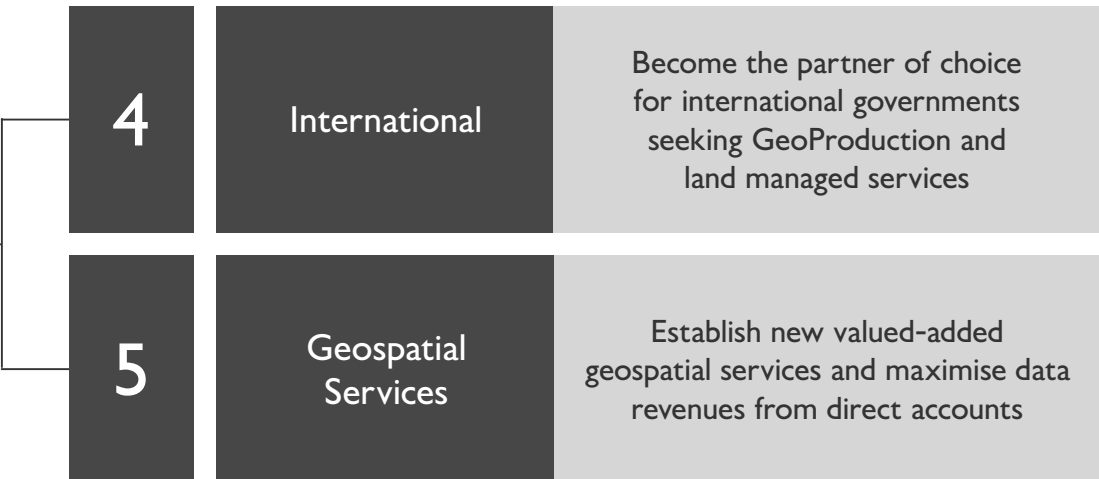 4
International
Become the partner of choice
for international governments
seeking GeoProduction and
land managed services
5
Geospatial
Services
Establish new valued-added
geospatial services and maximise data
revenues from direct accounts